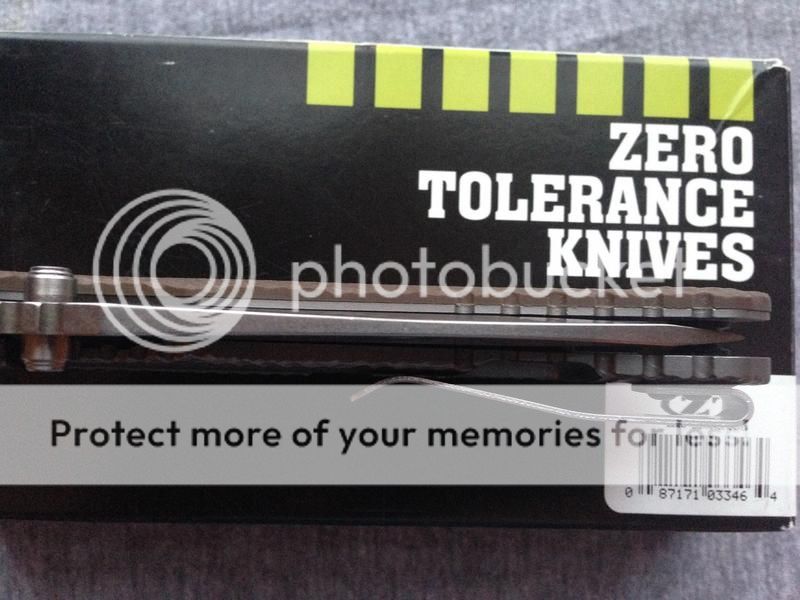 ZERO
TOLERANCE
KNIVES
photobucket
Protect more of your memories for less!
0 87171 03346 4